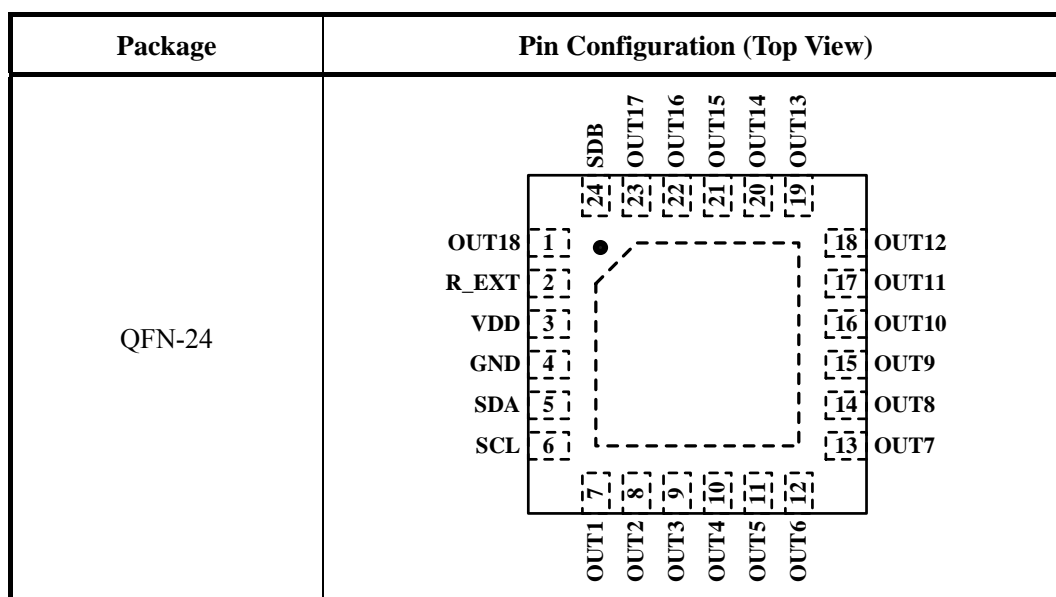 Package
Pin Configuration (Top View)
QFN-24
SDB
OUT17
OUT16
OUT15
OUT14
OUT13
24
23
22
21
20
19
OUT18 1
R_EXT 2
VDD 3
GND 4
SDA 5
SCL 6
18 OUT12
17 OUT11
16 OUT10
15 OUT9
14 OUT8
13 OUT7
7
8
9
10
11
12
OUT1
OUT2
OUT3
OUT4
OUT5
OUT6